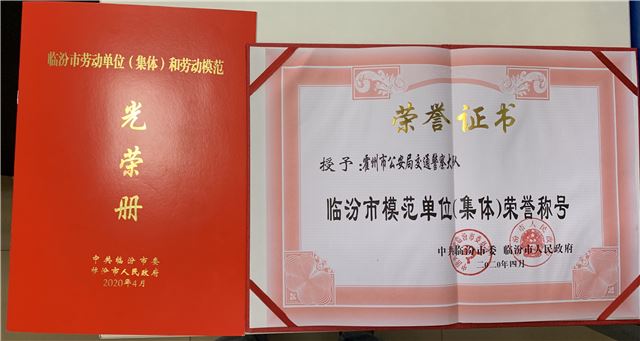 临汾市劳动单位(集体)和劳动模范
光荣册
中共临汾市委
临汾市人民政府
2020年4月
荣誉证书
授予:霍州市公安局交通警察大队
临汾市模范单位(集体)荣誉称号
中共临汾市委 临汾市人民政府
二〇二〇年四月